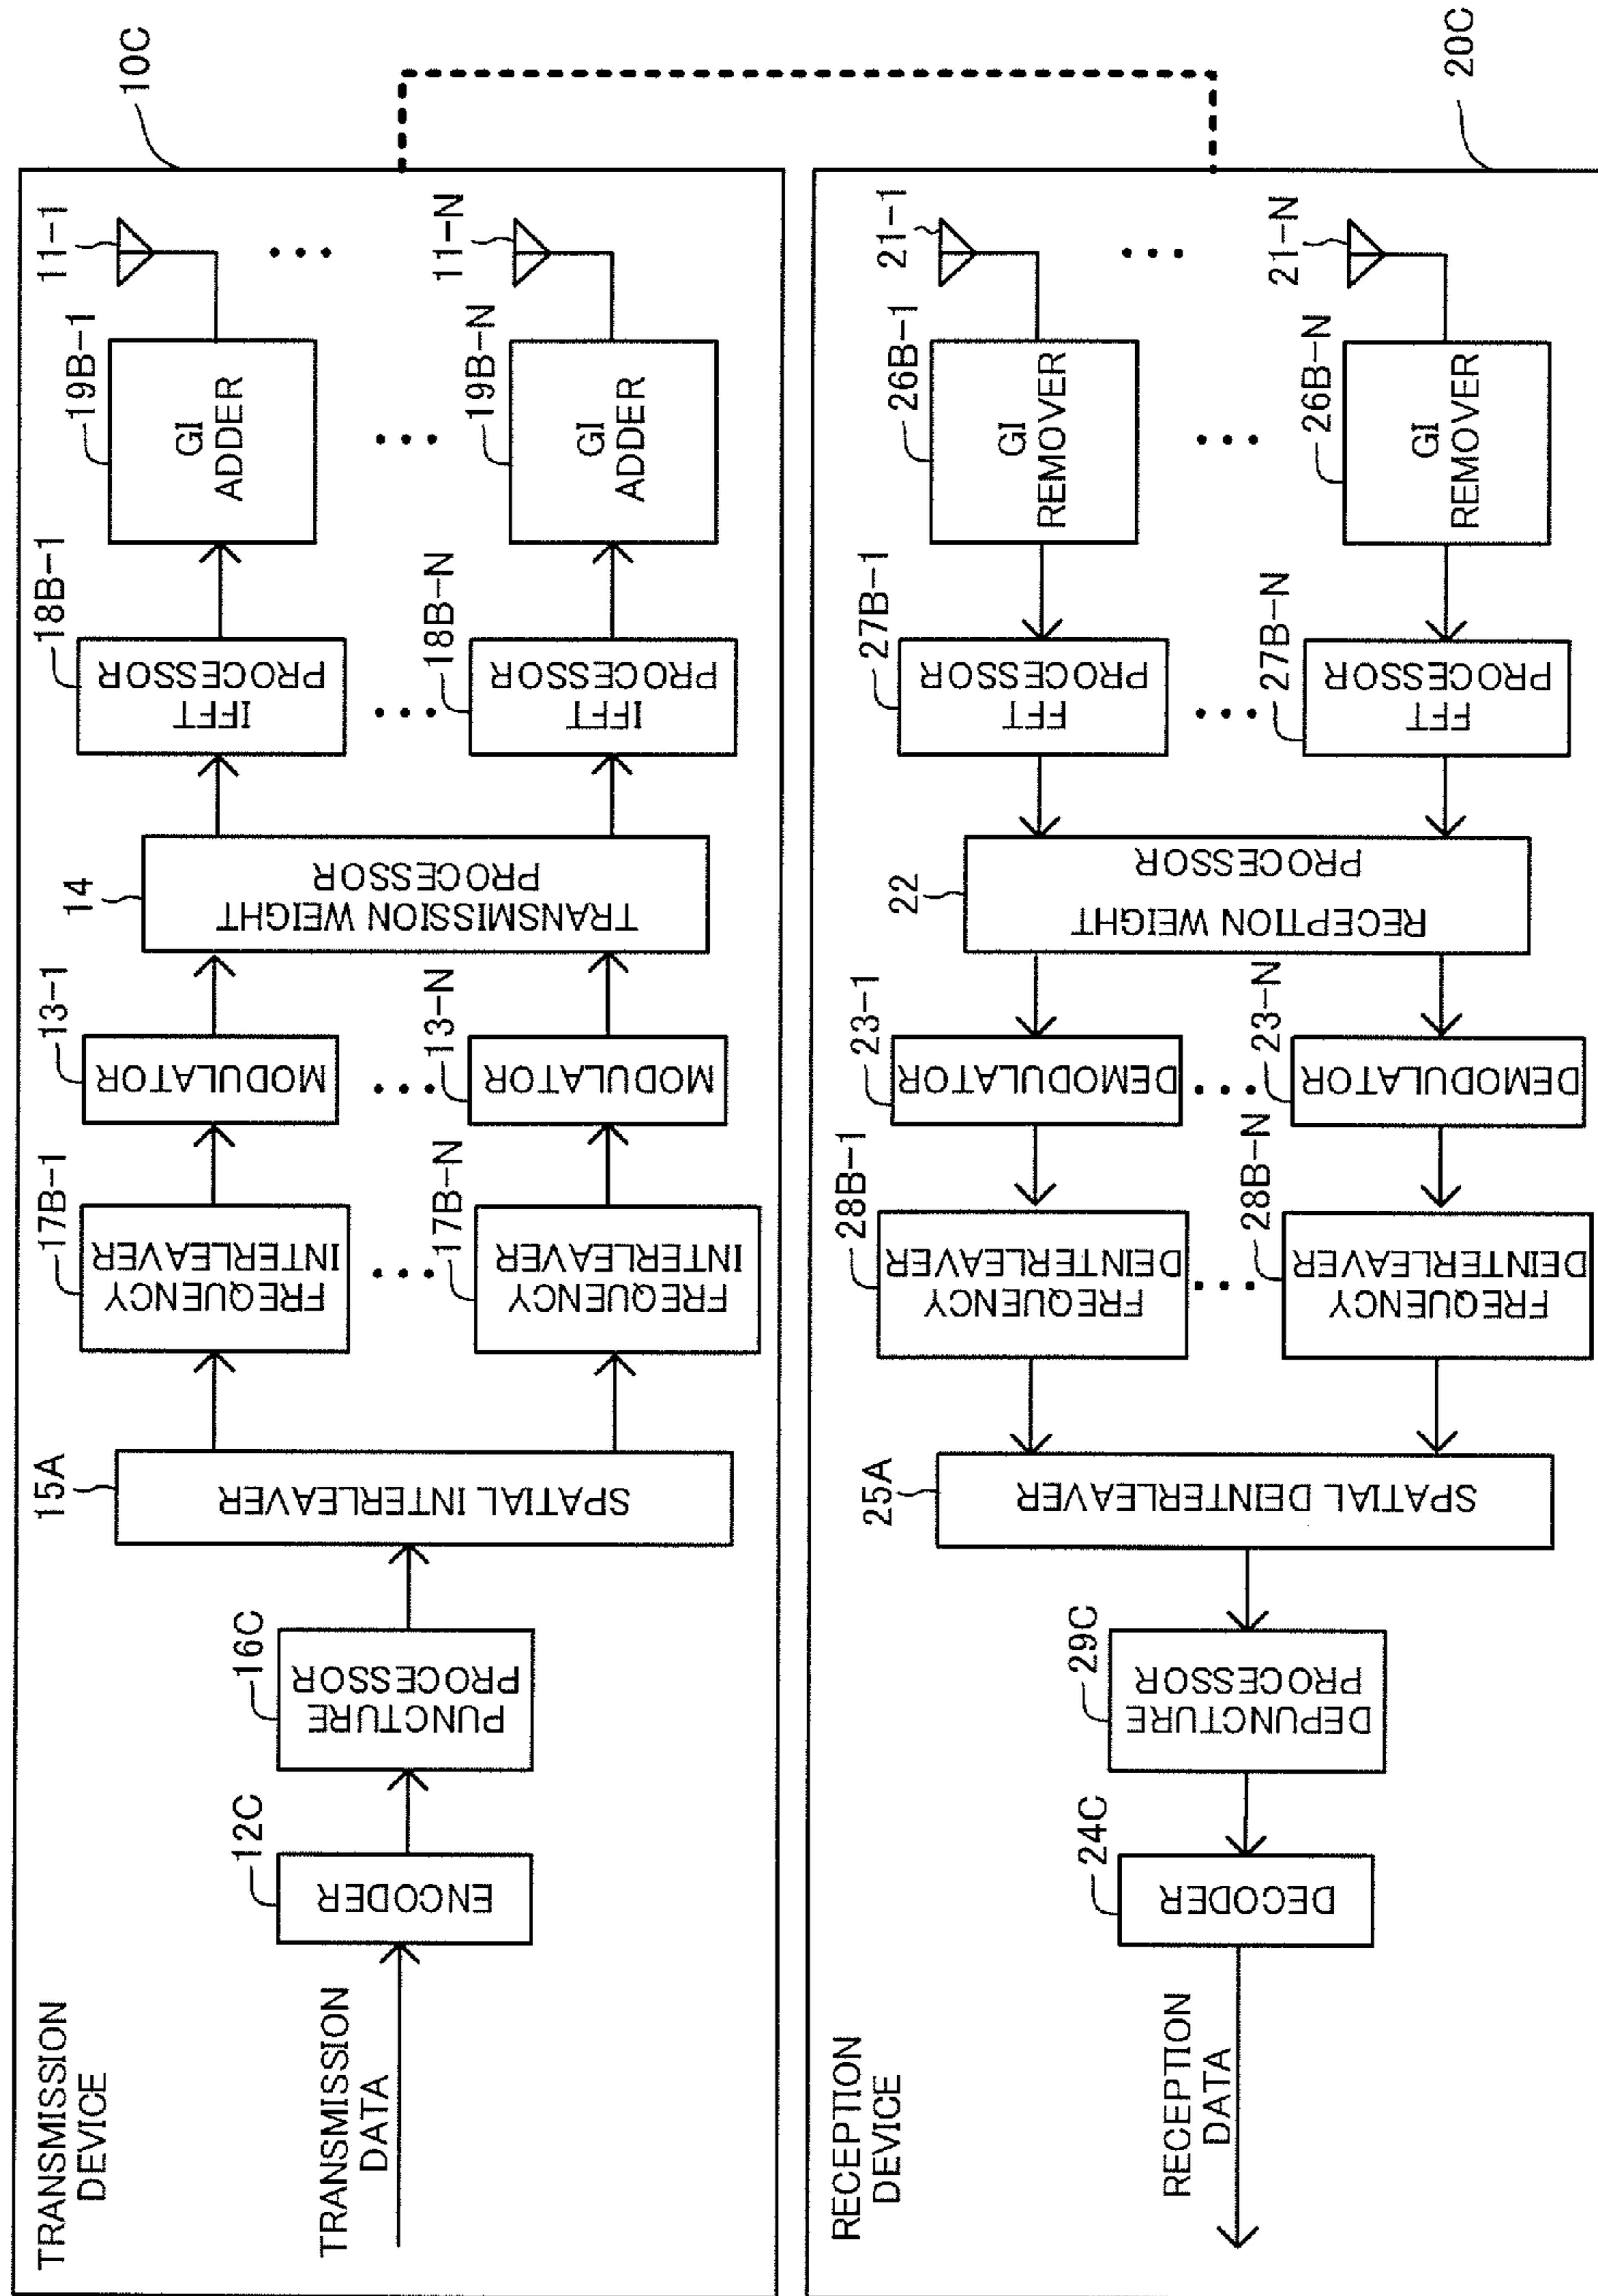 TRANSMISSION
DEVICE
10C
TRANSMISSION
DATA
12C
ENCODER
16C
PUNCTURE
PROCESSOR
15A
SPATIAL INTERLEAVER
17B-1
FREQUENCY
INTERLEAVER
13-1
MODULATOR
14
TRANSMISSION WEIGHT
PROCESSOR
18B-1
IFFT
PROCESSOR
19B-1
GI
ADDER
11-1
17B-N
FREQUENCY
INTERLEAVER
13-N
MODULATOR
18B-N
IFFT
PROCESSOR
19B-N
GI
ADDER
11-N
RECEPTION
DEVICE
20C
RECEPTION
DATA
24C
DECODER
29C
DEPUNCTURE
PROCESSOR
25A
SPATIAL DEINTERLEAVER
28B-1
FREQUENCY
DEINTERLEAVER
23-1
DEMODULATOR
22
RECEPTION WEIGHT
PROCESSOR
27B-1
FFT
PROCESSOR
26B-1
GI
REMOVER
21-1
28B-N
FREQUENCY
DEINTERLEAVER
23-N
DEMODULATOR
27B-N
FFT
PROCESSOR
26B-N
GI
REMOVER
21-N